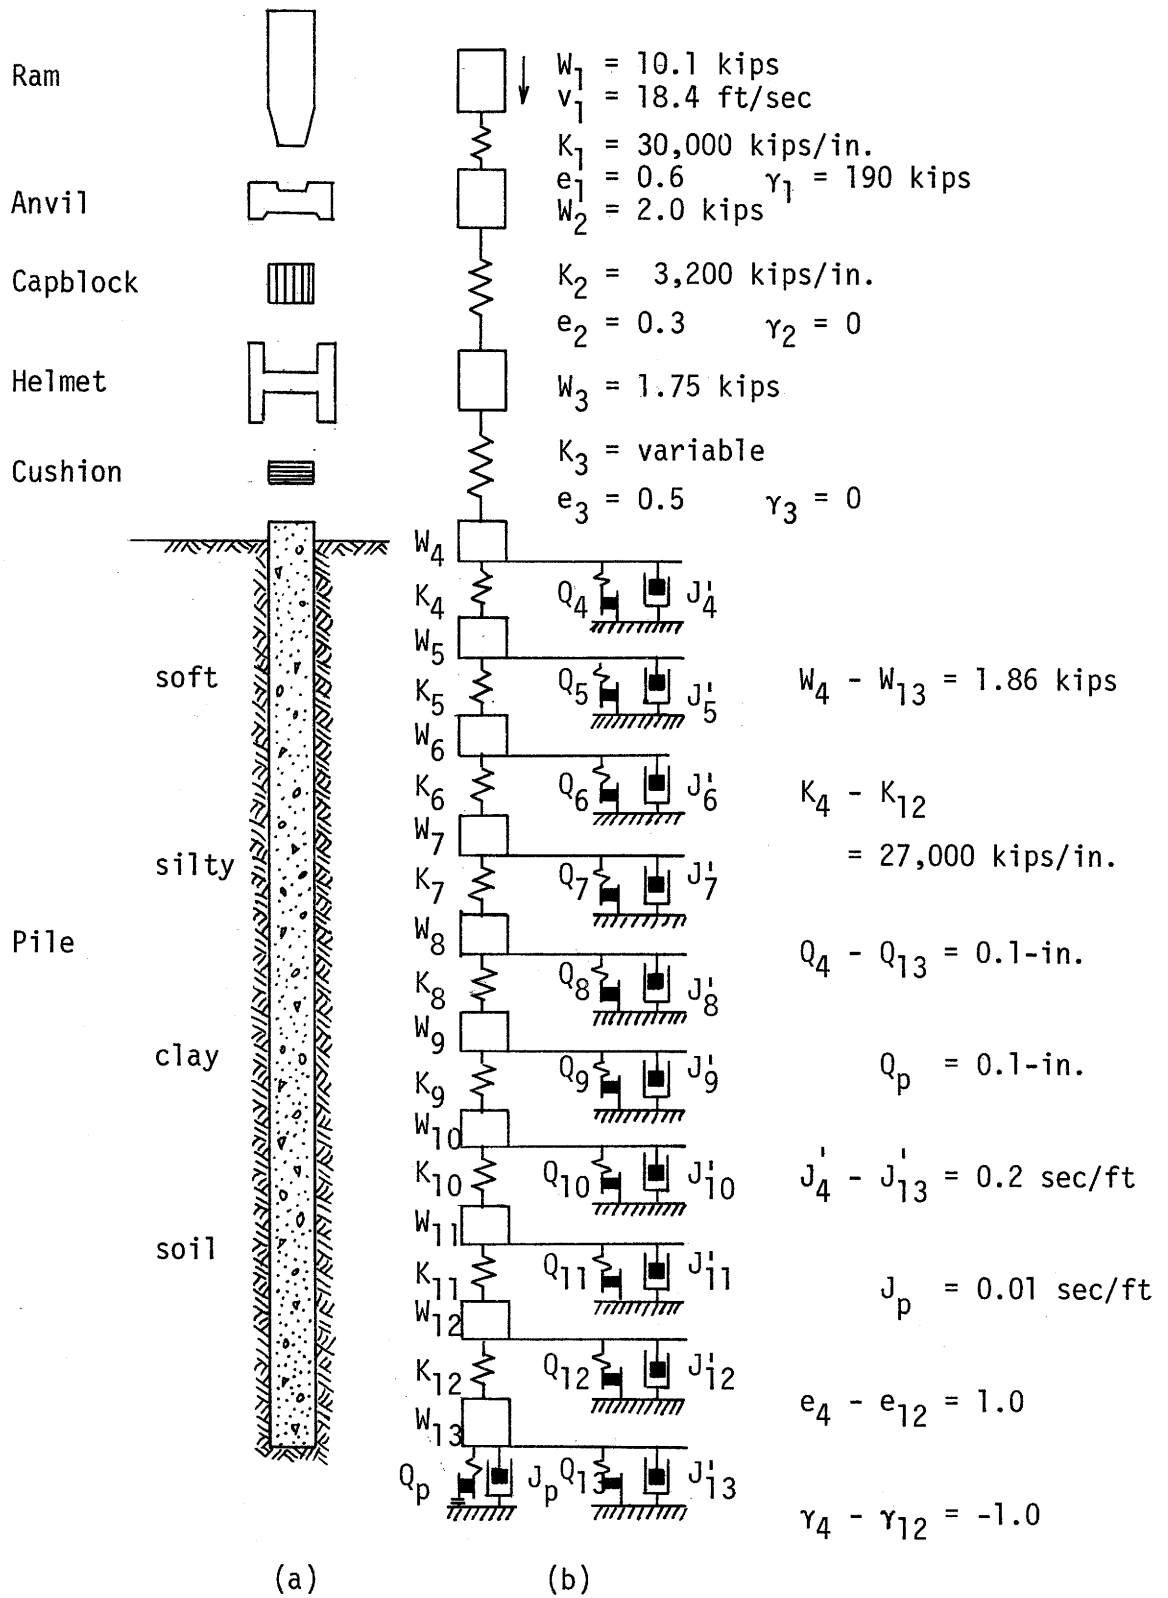 Ram
W1 = 10.1 kips
v1 = 18.4 ft/sec
K1 = 30,000 kips/in.
e1 = 0.6 γ1 = 190 kips
Anvil
W2 = 2.0 kips
Capblock
K2 = 3,200 kips/in.
e2 = 0.3 γ2 = 0
Helmet
W3 = 1.75 kips
Cushion
K3 = variable
e3 = 0.5 γ3 = 0
W4
K4 Q4 J'4
W5
soft
K5 Q5 J'5
W4 - W13 = 1.86 kips
W6
K6 Q6 J'6
K4 - K12
W7
= 27,000 kips/in.
silty
K7 Q7 J'7
W8
Pile
Q4 - Q13 = 0.1-in.
K8 Q8 J'8
W9
clay
K9 Q9 J'9
Qp = 0.1-in.
W10
K10 Q10 J'10
J'4 - J'13 = 0.2 sec/ft
W11
soil
K11 Q11 J'11
Jp = 0.01 sec/ft
W12
K12 Q12 J'12
e4 - e12 = 1.0
W13
Qp Jp Q13 J'13
γ4 - γ12 = -1.0
(a) (b)